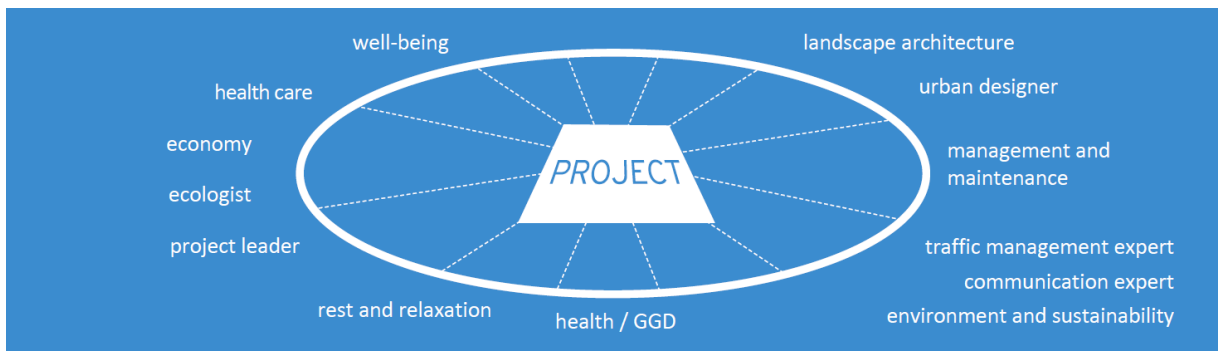 well-being
landscape architecture
health care
urban designer
economy
management and
maintenance
PROJECT
ecologist
project leader
traffic management expert
communication expert
rest and relaxation
health / GGD
environment and sustainability